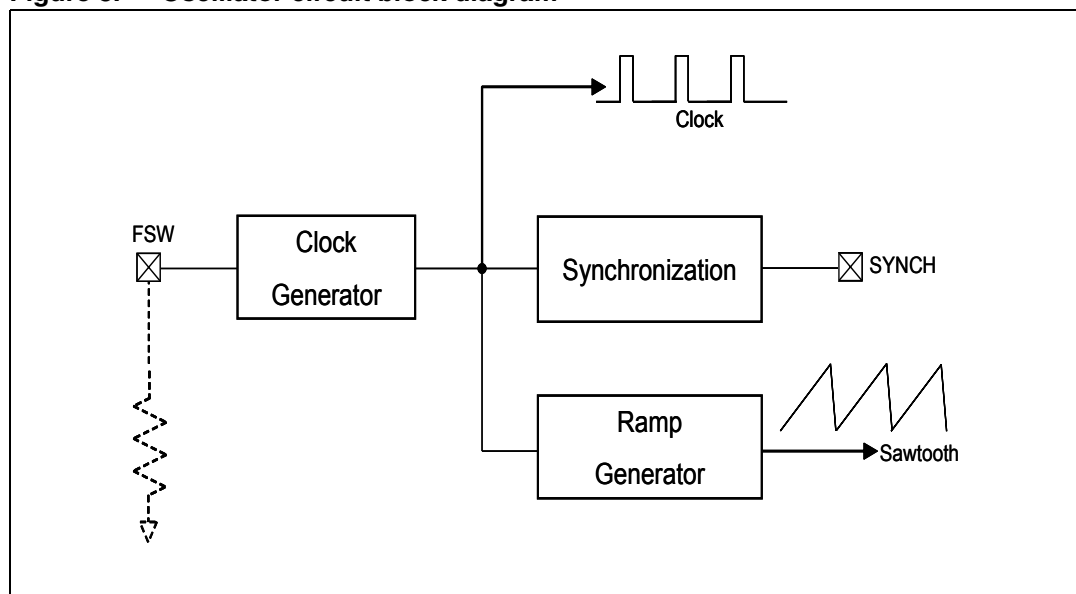 Clock
FSW
Clock
Generator
Synchronization
SYNCH
Ramp
Generator
Sawtooth